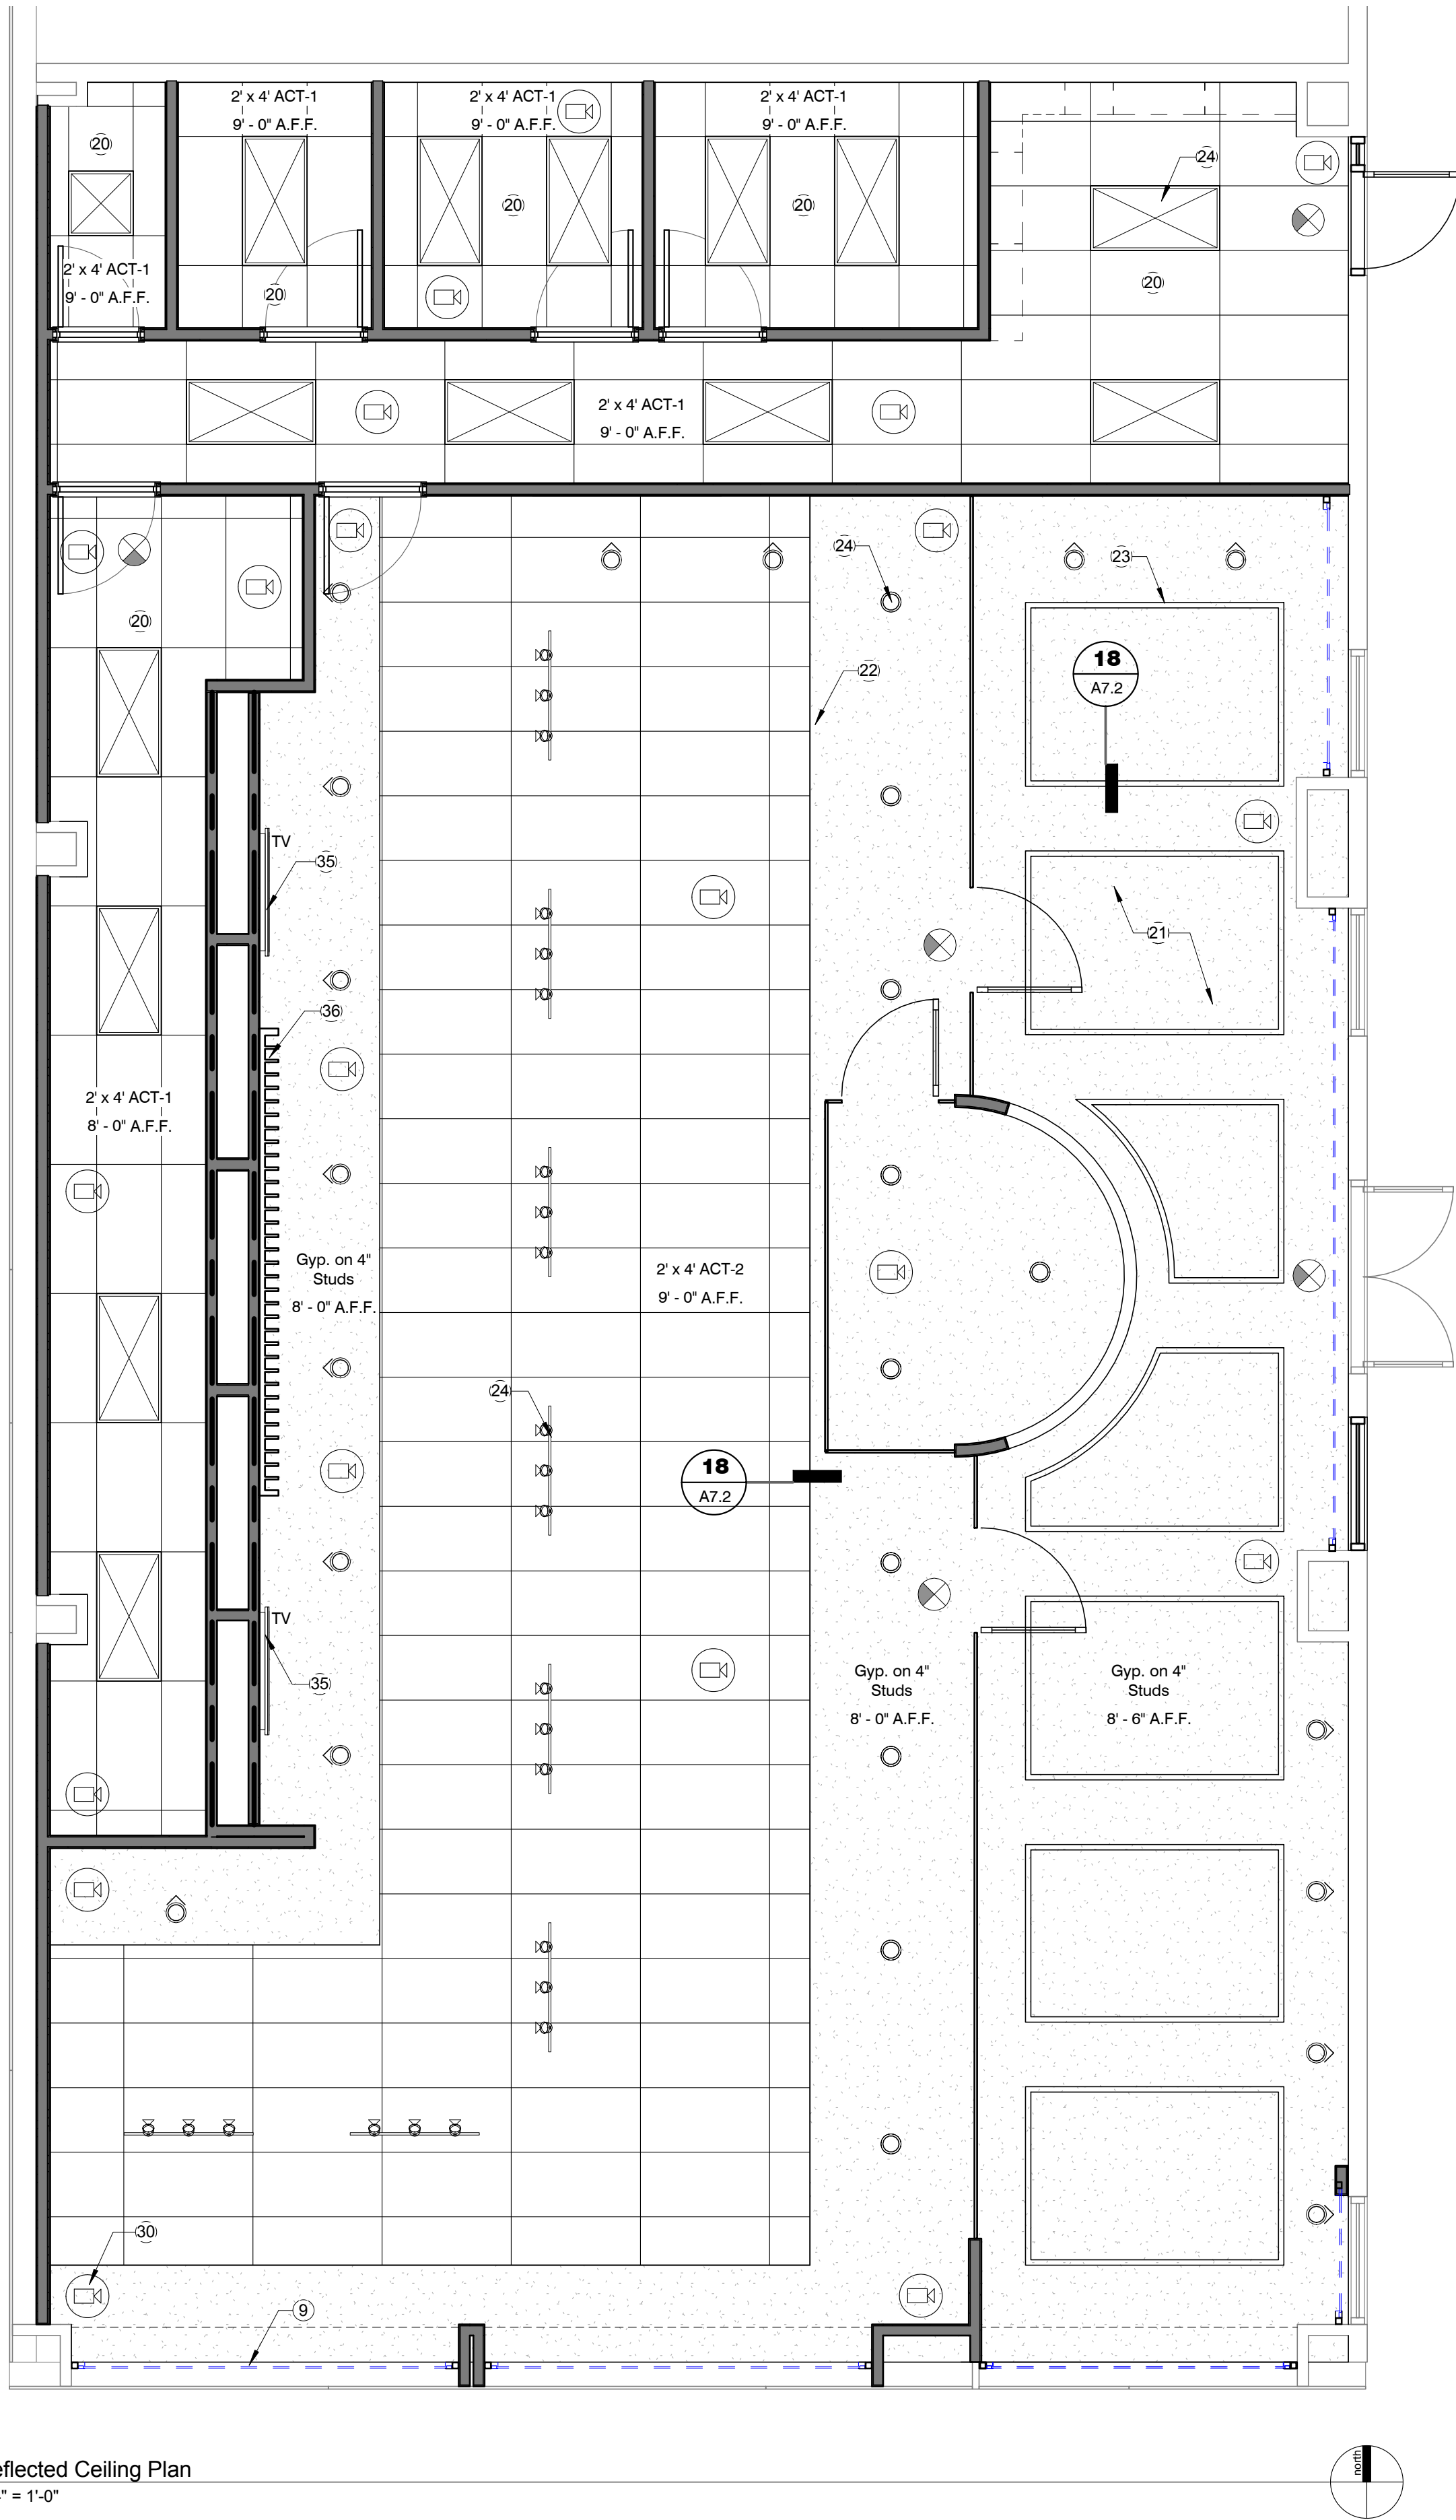 2' x 4' ACT-1
9' - 0" A.F.F.
2' x 4' ACT-1
9' - 0" A.F.F.
2' x 4' ACT-1
9' - 0" A.F.F.
20
24
20
20
2' x 4' ACT-1
9' - 0" A.F.F.
20
20
2' x 4' ACT-1
9' - 0" A.F.F.
24
23
20
22
18
A7.2
TV
35
21
36
2' x 4' ACT-1
8' - 0" A.F.F.
Gyp. on 4"
Studs
8' - 0" A.F.F.
2' x 4' ACT-2
9' - 0" A.F.F.
24
18
A7.2
TV
35
Gyp. on 4"
Studs
8' - 0" A.F.F.
Gyp. on 4"
Studs
8' - 6" A.F.F.
30
9
eflected Ceiling Plan
" = 1'-0"
north